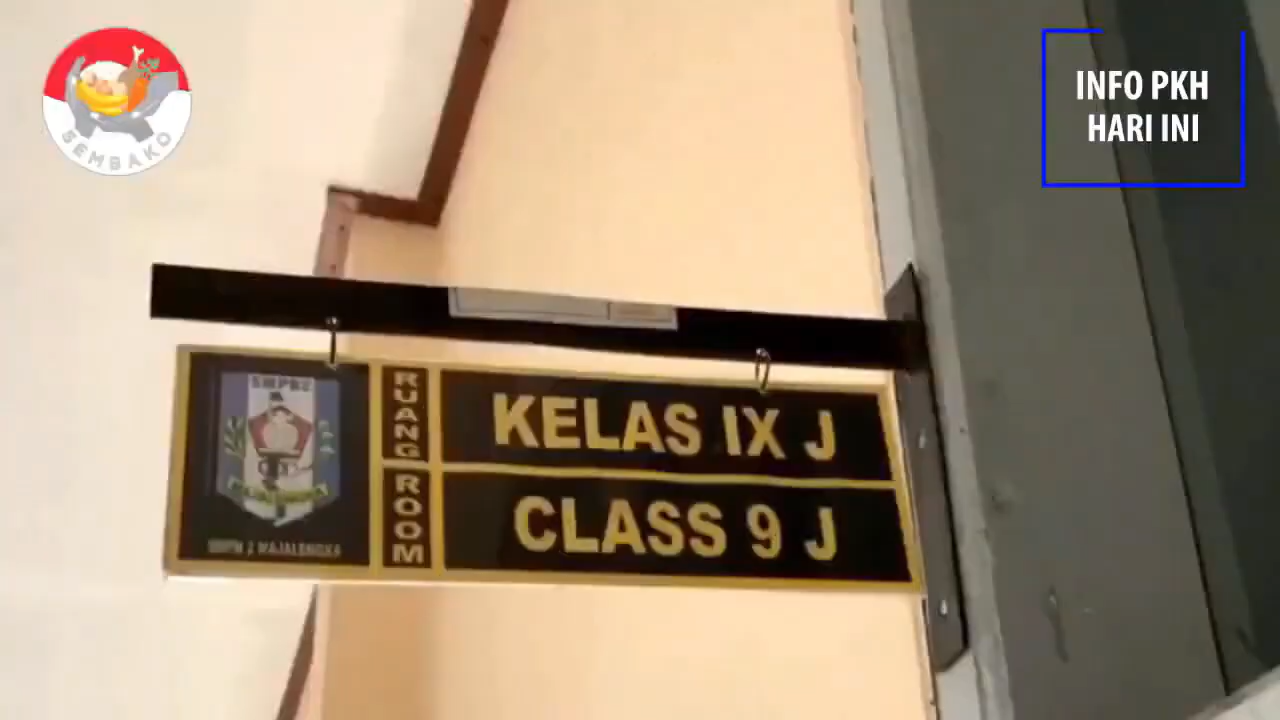 SEMBAKO
INFO PKH
HARI INI
RUANG
KELAS IX J
ROOM
CLASS 9 J
SMPN 2 MAJALENGKA